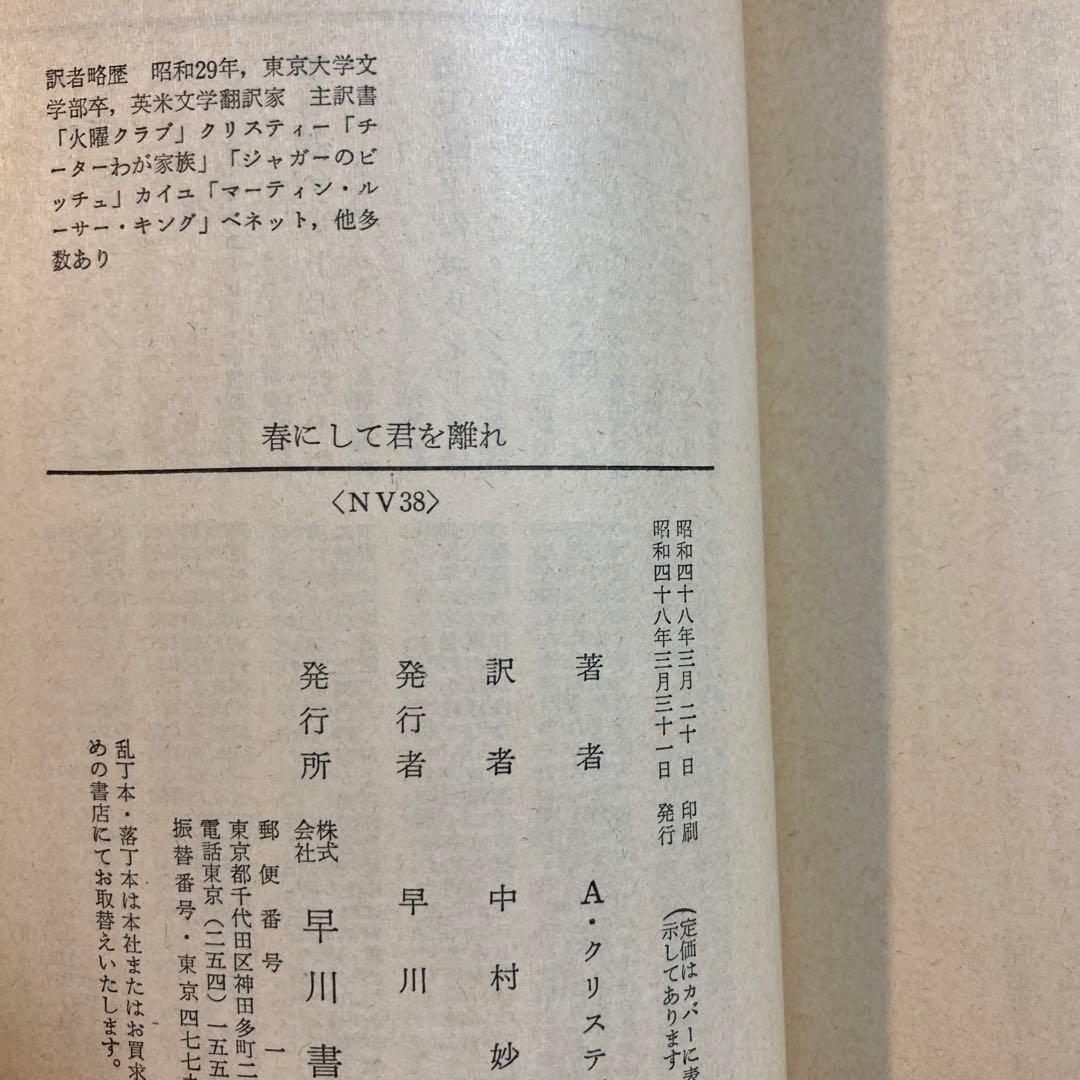 訳者略歴　昭和29年，東京大学文
学部卒，英米文学翻訳家　主訳書
「火曜クラブ」クリスティー「チ
ーターわが家族」「ジャガーのビ
ッチュ」カイユ「マーティン・ル
ーサー・キング」ベネット，他多
数あり
春にして君を離れ
〈ＮＶ38〉
昭和四十八年三月二十日　印刷
昭和四十八年三月三十一日　発行
（定価はカバーに表
示してあります
著者　A・クリステ
訳者　中村妙
発行者　早川
発行所　株式会社　早川書
郵便番号　一
東京都千代田区神田多町二
電話東京（二五四）一五五
振替番号・東京四七七
乱丁本・落丁本は本社またはお買求
めの書店にてお取替えいたします。